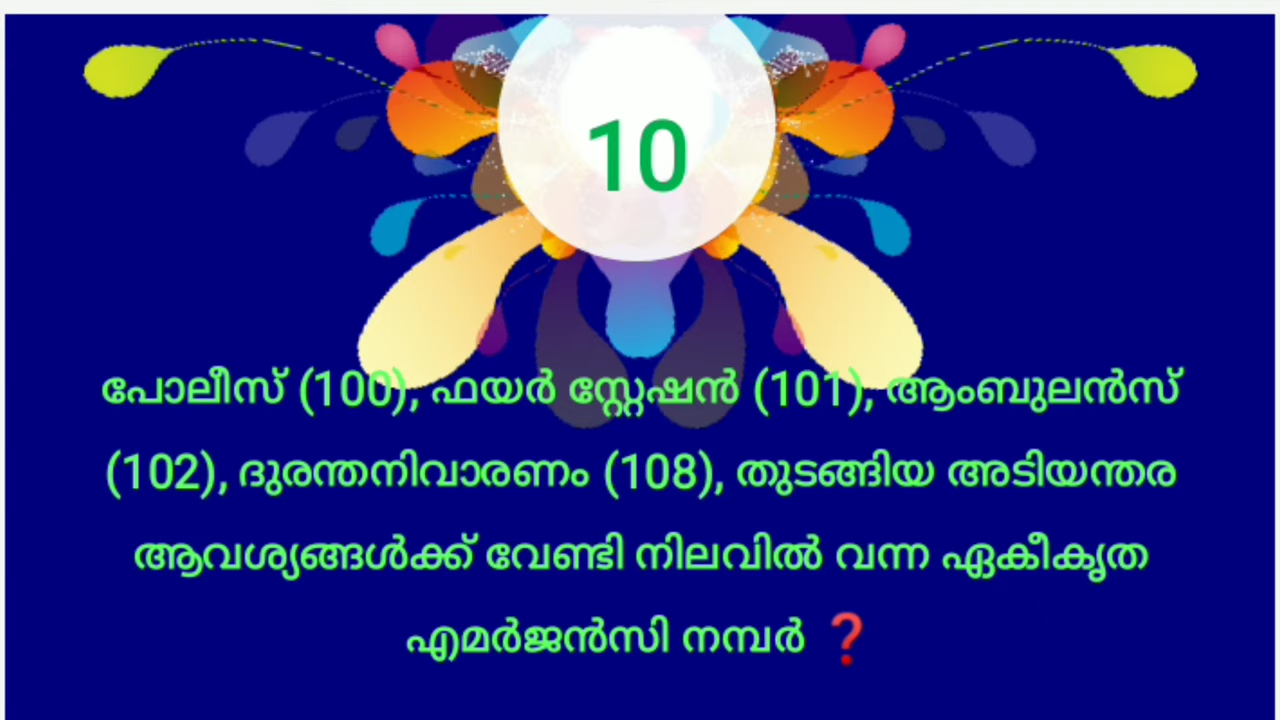 10
പോലീസ് (100), ഫയർ സ്റ്റേഷൻ (101), ആംബുലൻസ്
(102), ദുരന്തനിവാരണം (108), തുടങ്ങിയ അടിയന്തര
ആവശ്യങ്ങൾക്ക് വേണ്ടി നിലവിൽ വന്ന ഏകീകൃത
എമർജൻസി നമ്പർ ❓